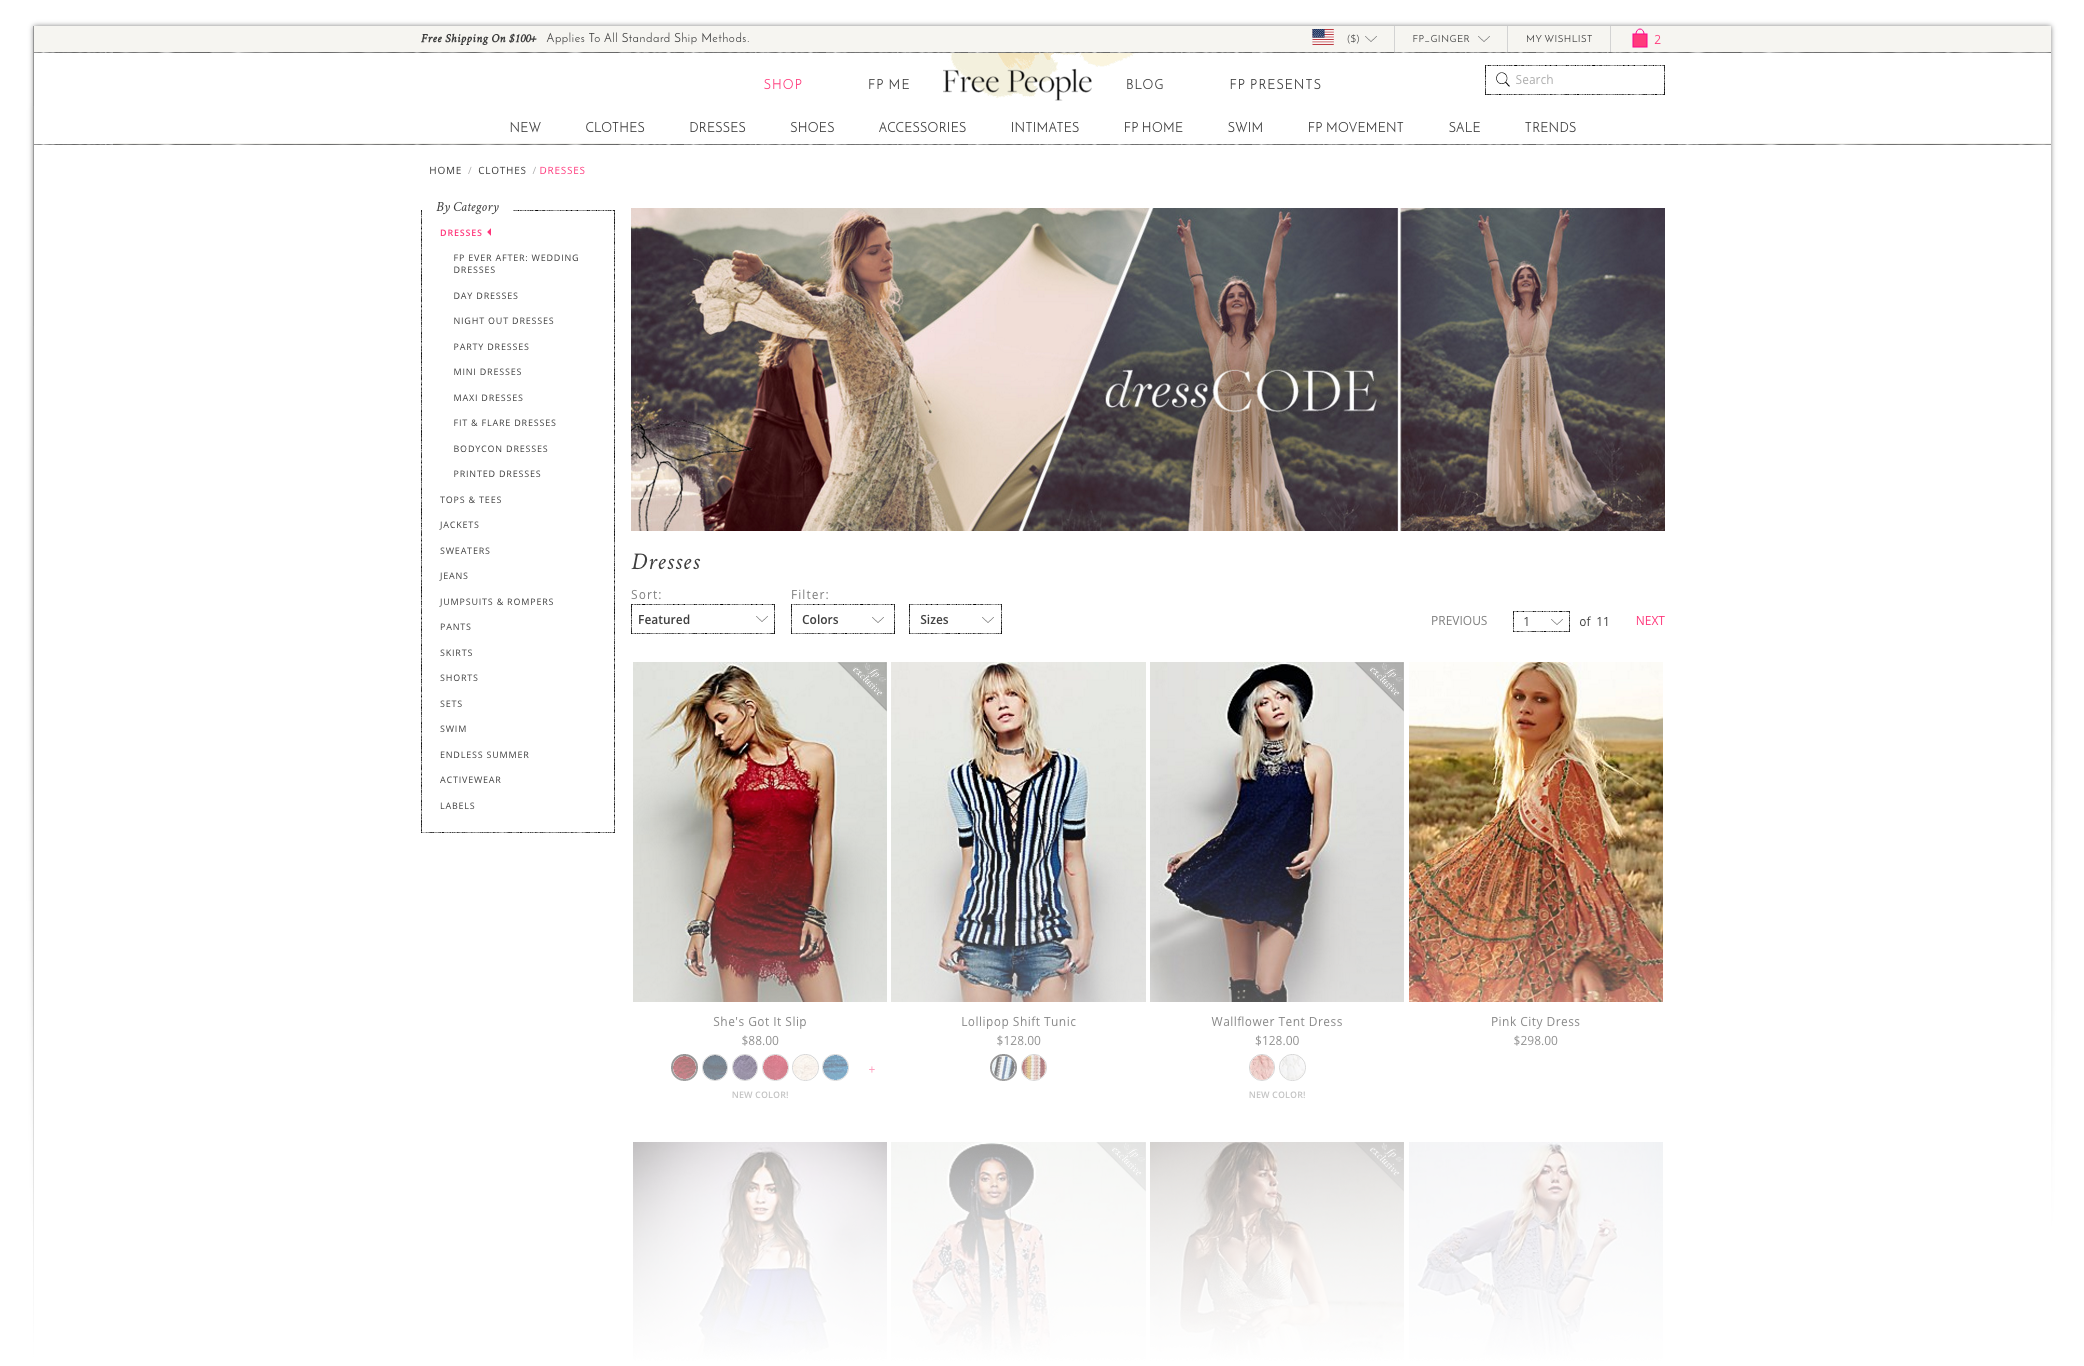 Free Shipping On $100+ Applies To All Standard Ship Methods.
($)
FP_GINGER
MY WISHLIST
2
SHOP
FP ME
Free People
BLOG
FP PRESENTS
Search
NEW
CLOTHES
DRESSES
SHOES
ACCESSORIES
INTIMATES
FP HOME
SWIM
FP MOVEMENT
SALE
TRENDS
HOME / CLOTHES / DRESSES
By Category
DRESSES
FP EVER AFTER: WEDDING
DRESSES
DAY DRESSES
NIGHT OUT DRESSES
PARTY DRESSES
MINI DRESSES
MAXI DRESSES
FIT & FLARE DRESSES
BODYCON DRESSES
PRINTED DRESSES
TOPS & TEES
JACKETS
SWEATERS
JEANS
JUMPSUITS & ROMPERS
PANTS
SKIRTS
SHORTS
SETS
SWIM
ENDLESS SUMMER
ACTIVEWEAR
LABELS
dressCODE
Dresses
Sort:
Featured
Filter:
Colors
Sizes
PREVIOUS
1
of 11
NEXT
fp
exclusive
fp
exclusive
She's Got It Slip
$88.00
+
NEW COLOR!
Lollipop Shift Tunic
$128.00
Wallflower Tent Dress
$128.00
NEW COLOR!
Pink City Dress
$298.00
fp
exclusive
fp
exclusive